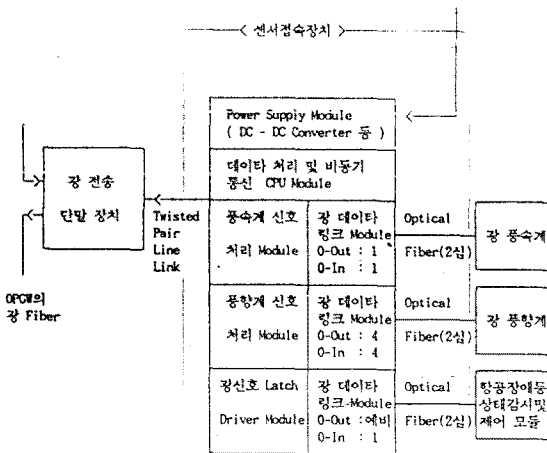 센서접속장치
Power Supply Module
( DC - DC Converter 등 )
데이타 처리 및 비동기
통신 CPU Module
광 전송
단말 장치
Twisted
Pair
Line
Link
OPGW의
광 Fiber
풍속계 신호
처리 Module
광 데이타
링크 Module
O-Out : 1
O-In : 1
Optical
Fiber(2심)
광 풍속계
풍향계 신호
처리 Module
광 데이타
링크 Module
O-Out : 4
O-In : 4
Optical
Fiber(2심)
광 풍향계
광신호 Latch
Driver Module
광 데이타
링크-Module
O-Out : 예비
O-In : 1
Optical
Fiber(2심)
항공장애등
상태감시및
제어 모듈